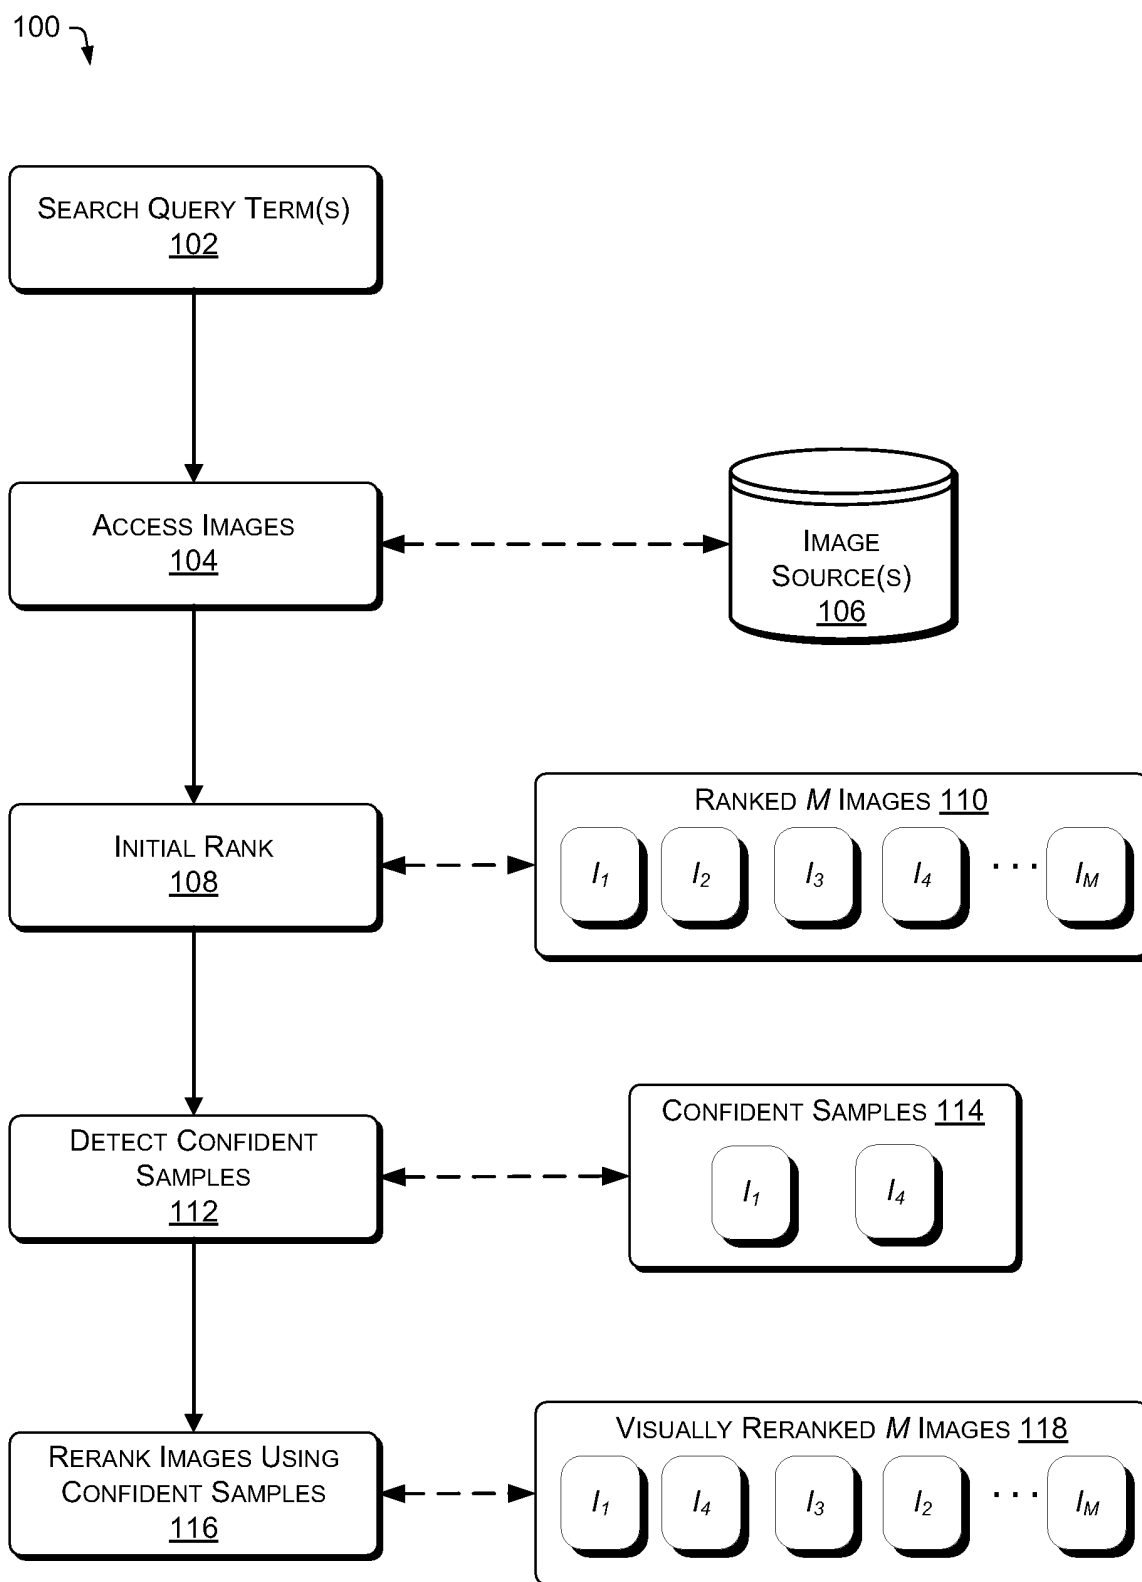 100
SEARCH QUERY TERM(S)
102
ACCESS IMAGES
104
IMAGE
SOURCE(S)
106
INITIAL RANK
108
RANKED M IMAGES 110
I1 I2 I3 I4 ... IM
DETECT CONFIDENT
SAMPLES
112
CONFIDENT SAMPLES 114
I1 I4
RERANK IMAGES USING
CONFIDENT SAMPLES
116
VISUALLY RERANKED M IMAGES 118
I1 I4 I3 I2 ... IM